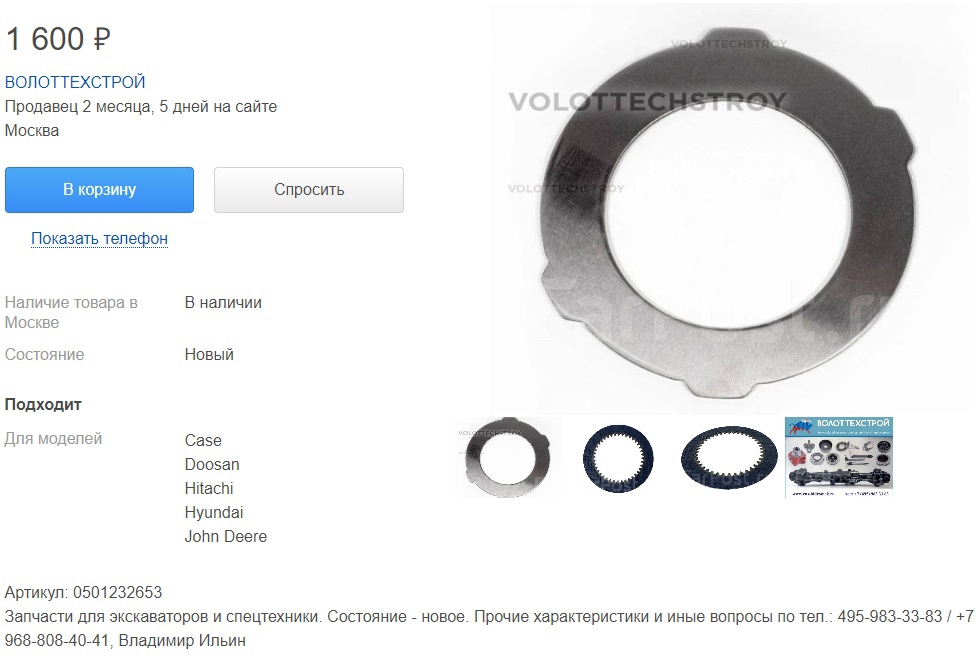 1 600 ₽
ВОЛОТТЕХСТРОЙ
Продавец 2 месяца, 5 дней на сайте
Москва
В корзину
Спросить
Показать телефон
Наличие товара в
Москве
В наличии
Состояние
Новый
Подходит
Для моделей
Case
Doosan
Hitachi
Hyundai
John Deere
VOLOTTECHSTROY
VOLOTTECHSTROY
VOLOTTECHSTROY
FarPost.ru
VOLOTTECHSTROY
ВОЛОТТЕХСТРОЙ
Артикул: 0501232653
Запчасти для экскаваторов и спецтехники. Состояние - новое. Прочие характеристики и иные вопросы по тел.: 495-983-33-83 / +7
968-808-40-41, Владимир Ильин